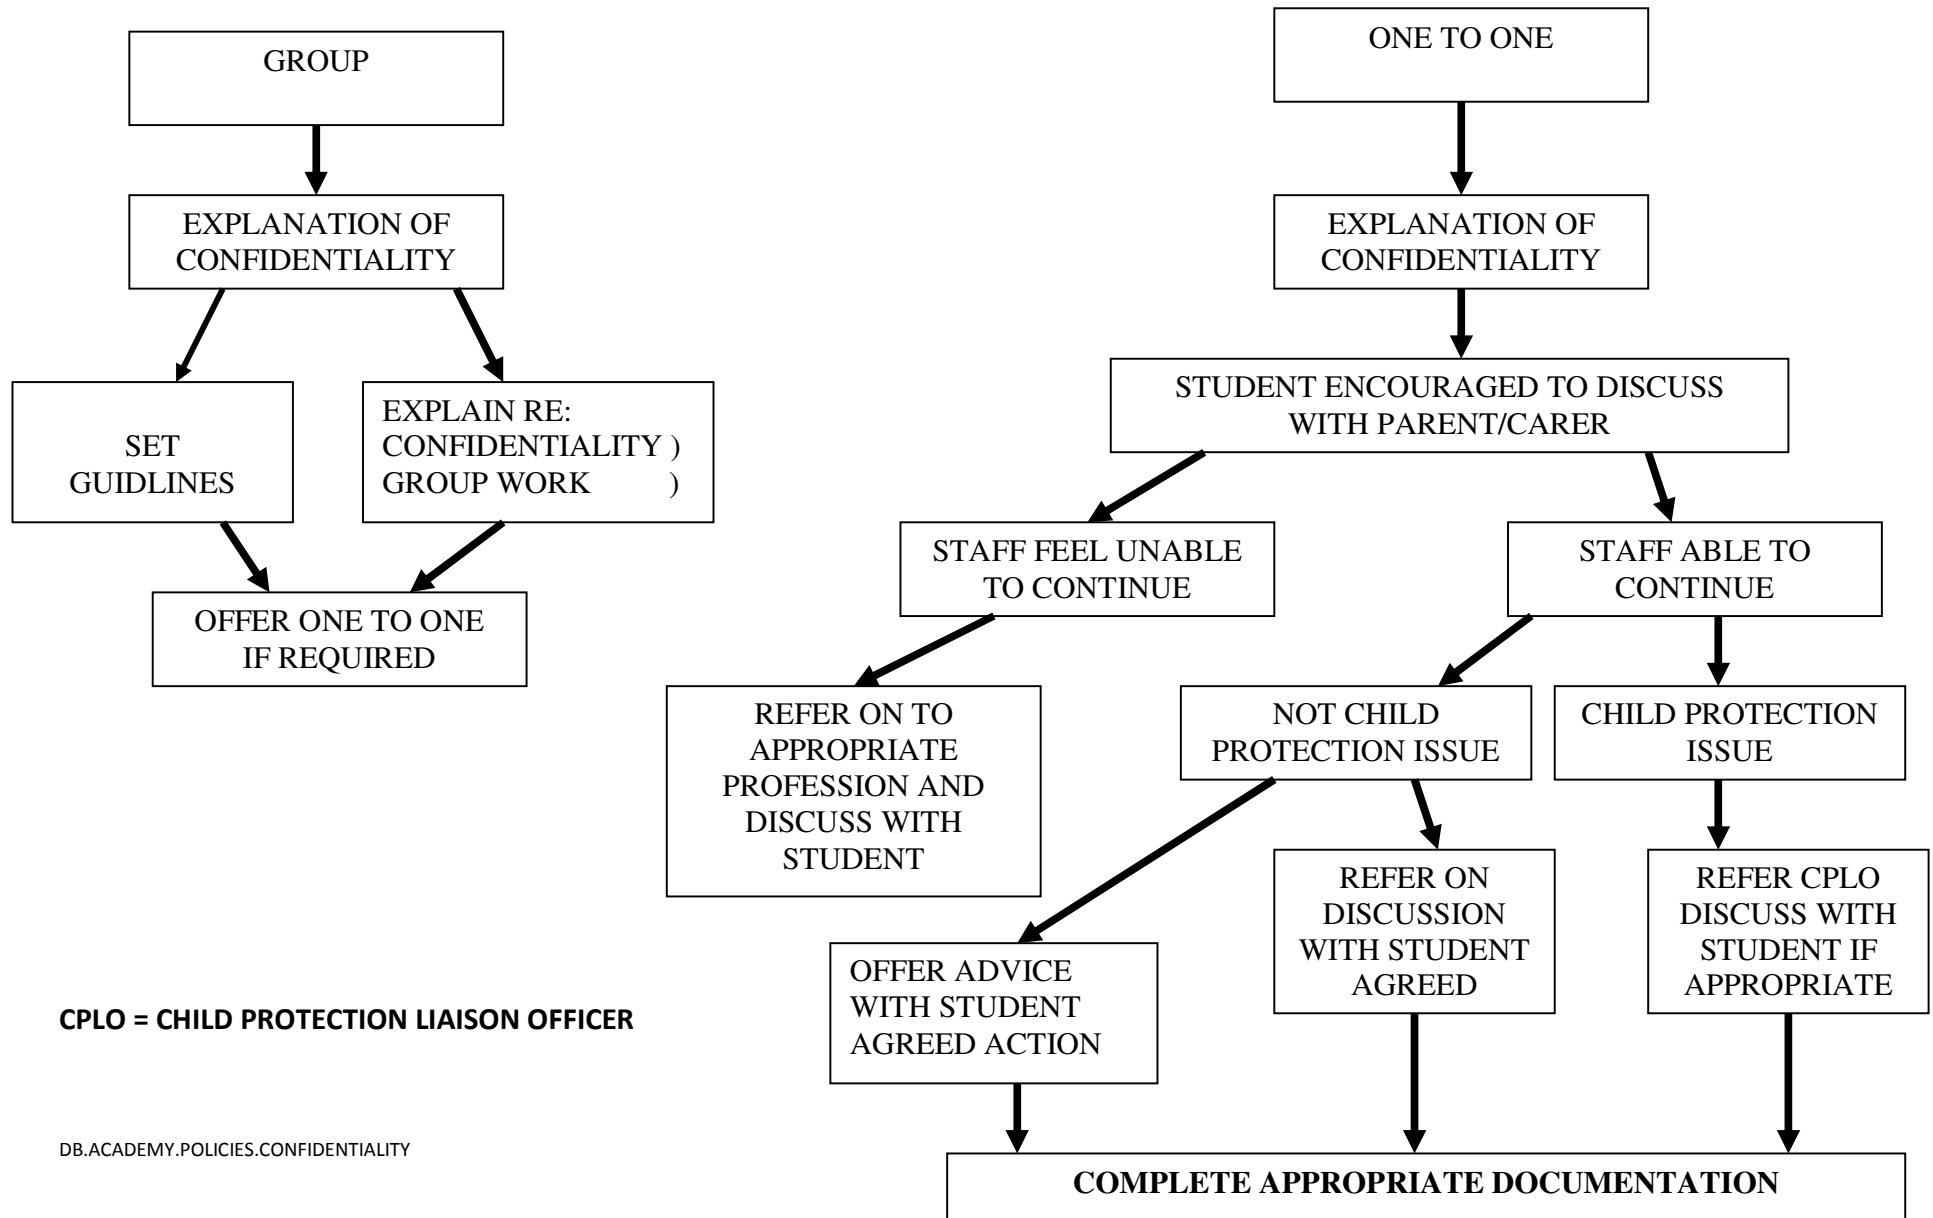 GROUP
EXPLANATION OF
CONFIDENTIALITY
SET
GUIDLINES
EXPLAIN RE:
CONFIDENTIALITY )
GROUP WORK )
OFFER ONE TO ONE
IF REQUIRED
ONE TO ONE
EXPLANATION OF
CONFIDENTIALITY
STUDENT ENCOURAGED TO DISCUSS
WITH PARENT/CARER
STAFF FEEL UNABLE
TO CONTINUE
STAFF ABLE TO
CONTINUE
REFER ON TO
APPROPRIATE
PROFESSION AND
DISCUSS WITH
STUDENT
NOT CHILD
PROTECTION ISSUE
CHILD PROTECTION
ISSUE
OFFER ADVICE
WITH STUDENT
AGREED ACTION
REFER ON
DISCUSSION
WITH STUDENT
AGREED
REFER CPLO
DISCUSS WITH
STUDENT IF
APPROPRIATE
COMPLETE APPROPRIATE DOCUMENTATION
CPLO = CHILD PROTECTION LIAISON OFFICER
DB.ACADEMY.POLICIES.CONFIDENTIALITY